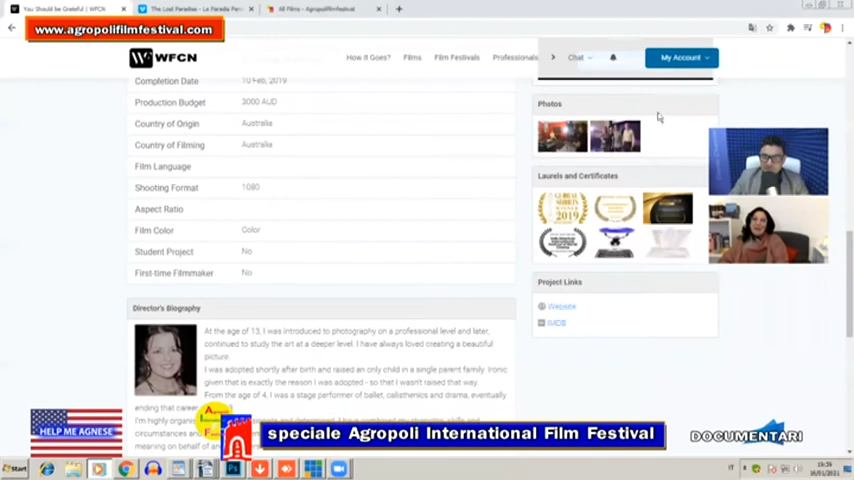 You Should be Grateful | WFCN
The Lost Paradise - La Paradis Per
All Films - Agropolifilmfestival
www.agropolifilmfestival.com
WFCN
How It Goes?
Films
Film Festivals
Professionals
Chat
My Account
Completion Date 10 Feb, 2019
Production Budget 3000 AUD
Country of Origin Australia
Country of Filming Australia
Film Language
Shooting Format 1080
Aspect Ratio
Film Color Color
Student Project No
First-time Filmmaker No
Photos
Laurels and Certificates
2019
Project Links
Website
IMDB
Director's Biography
At the age of 13, I was introduced to photography on a professional level and later,
continued to study the art at a deeper level. I have always loved creating a beautiful
picture.
I was adopted shortly after birth and raised an only child in a single parent family. Ironic
given that is exactly the reason I was adopted - so that I wasn't raised that way.
From the age of 4, I was a stage performer of ballet, calisthenics and drama, eventually
ending that career
I'm highly
circumstances and
meaning on behalf of
HELP ME AGNESE
speciale Agropoli International Film Festival
DOCUMENTARI
Start
IT
19:39
16/01/2021